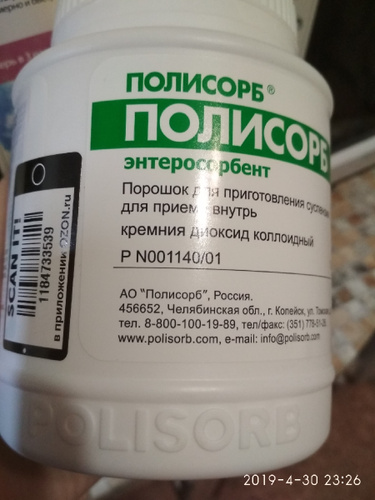 ПОЛИСОРБ®
ПОЛИСОРБ
энтеросорбент
Порошок для приготовления
для приема внутрь
кремния диоксид коллоидный
Р N001140/01
АО "Полисорб", Россия.
456652, Челябинская обл., г. Копейск, ул.
тел. 8-800-100-19-89, тел/факс: (351)
www.polisorb.com, e-mail: info@polisorb.com
SCAN IT!
1184733539
в приложении OZON.ru
POLISORB
2019-4-30 23:26